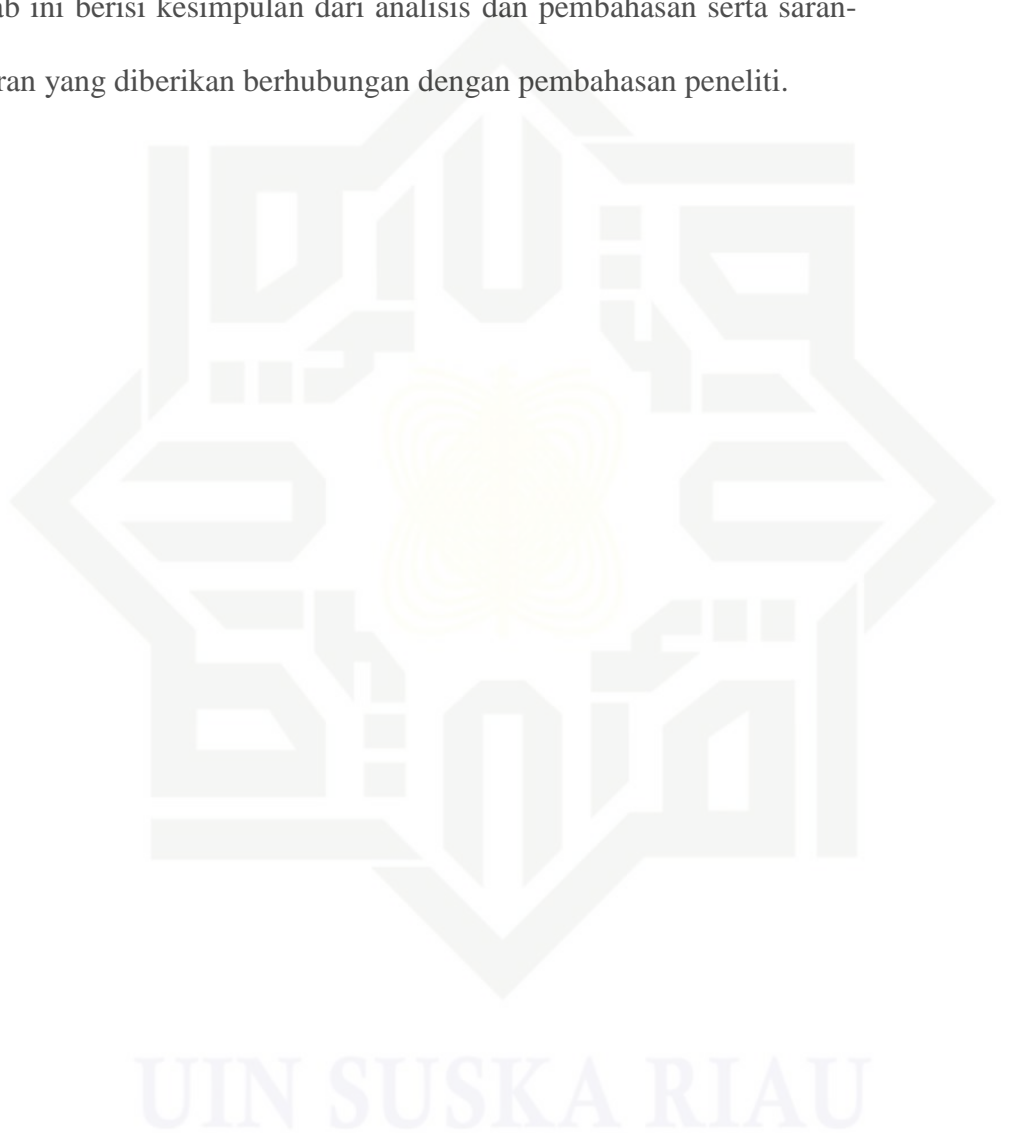 ab ini berisi kesimpulan dari analisis dan pembahasan serta saran-
ran yang diberikan berhubungan dengan pembahasan peneliti.
UIN SUSKA RIAU